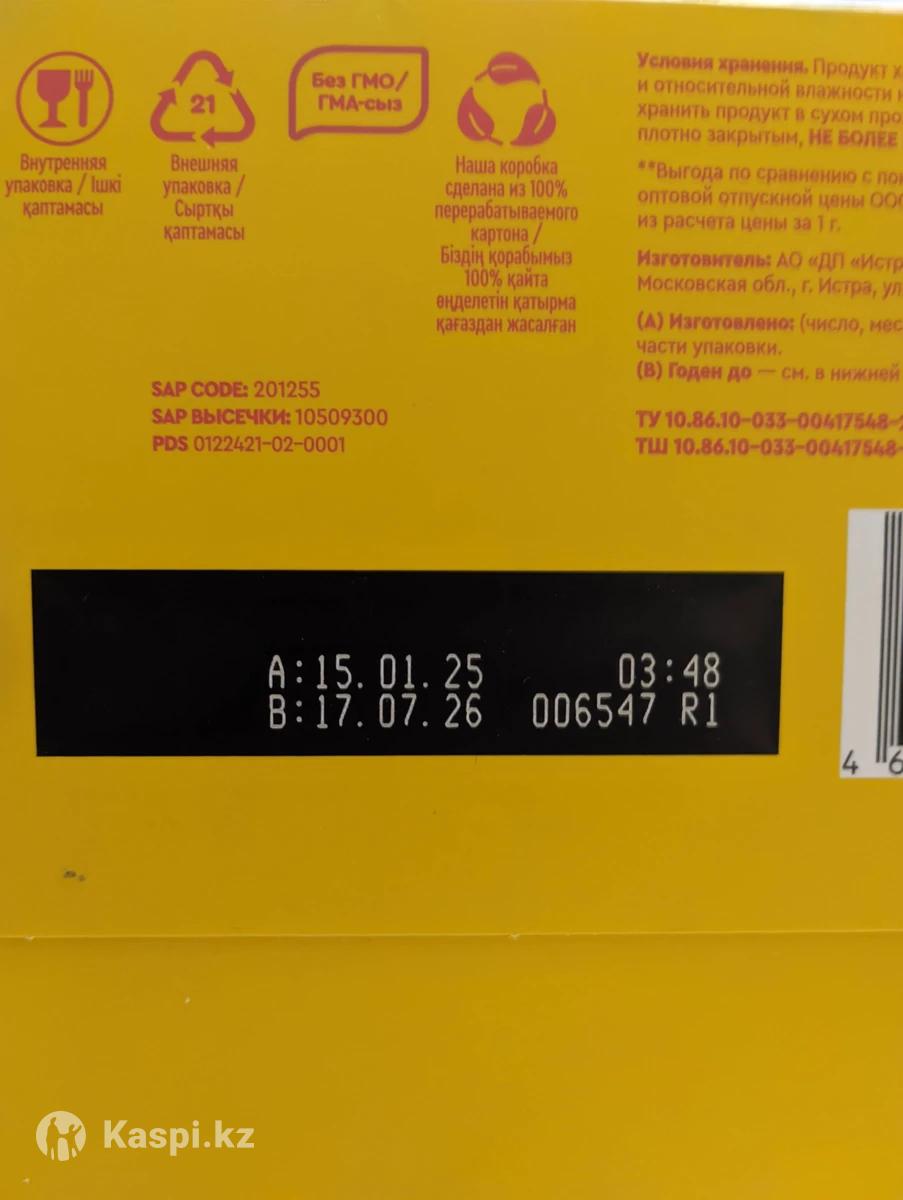 Внутренняя
упаковка / Ішкі
қаптамасы
21
Внешняя
упаковка /
Сыртқы
қаптамасы
Без ГМО/
ГМА-сыз
Наша коробка
сделана из 100%
перерабатываемого
картона /
Біздің қорабымыз
100% қайта
өңделетін қатырма
қағаздан жасалған
Условия хранения. Продукт
и относительной влажности
хранить продукт в сухом
плотно закрытым, НЕ БОЛЕЕ
**Выгода по сравнению с
оптовой отпускной цены
из расчета цены за 1 г.
Изготовитель: АО «ДП «Истр
Московская обл., г. Истра, ул
(А) Изготовлено: (число,
части упаковки.
(В) Годен до — см. в нижней
ТУ 10.86.10-033-00417548-
ТШ 10.86.10-033-00417548-
SAP CODE: 201255
SAP ВЫСЕЧКИ: 10509300
PDS 0122421-02-0001
A:15.01.25 03:48
B:17.07.26 006547 R1
4 6
Kaspi.kz